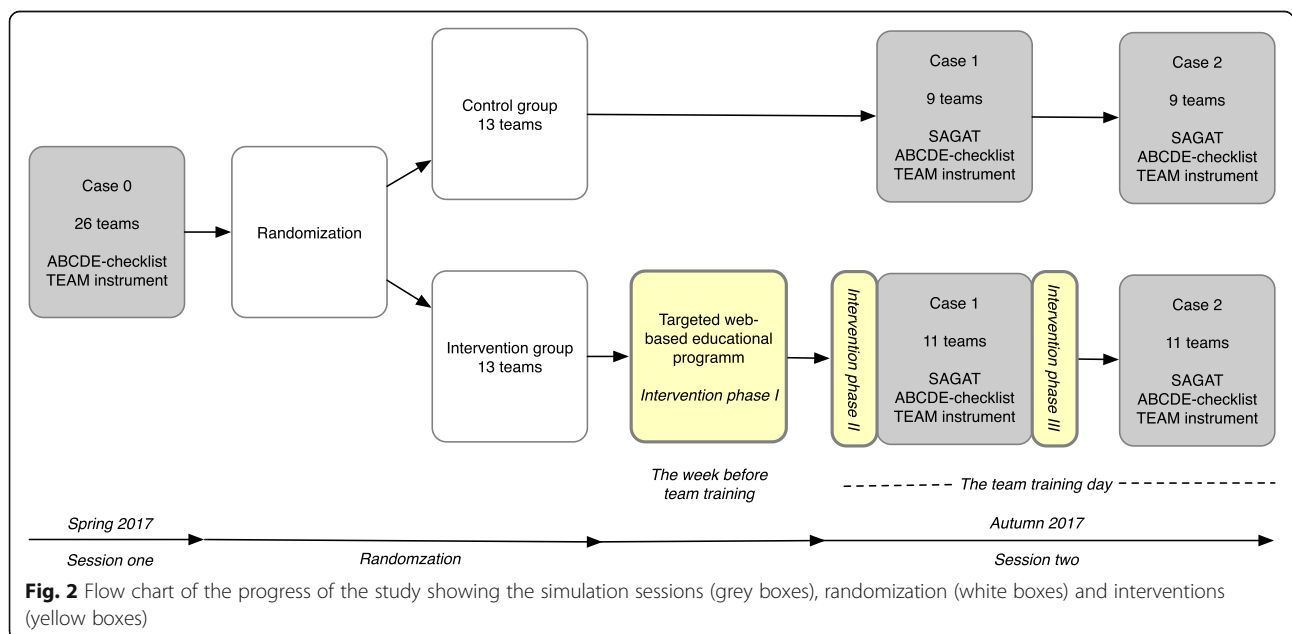 Case 0
26 teams
ABCDE-checklist
TEAM instrument
Randomization
Control group
13 teams
Case 1
9 teams
SAGAT
ABCDE-checklist
TEAM instrument
Case 2
9 teams
SAGAT
ABCDE-checklist
TEAM instrument
Intervention group
13 teams
Targeted web-
based educational
programm
Intervention phase I
Intervention phase II
Case 1
11 teams
SAGAT
ABCDE-checklist
TEAM instrument
Intervention phase III
Case 2
11 teams
SAGAT
ABCDE-checklist
TEAM instrument
The week before
team training
The team training day
Spring 2017
Session one
Randomzation
Autumn 2017
Session two
Fig. 2 Flow chart of the progress of the study showing the simulation sessions (grey boxes), randomization (white boxes) and interventions
(yellow boxes)